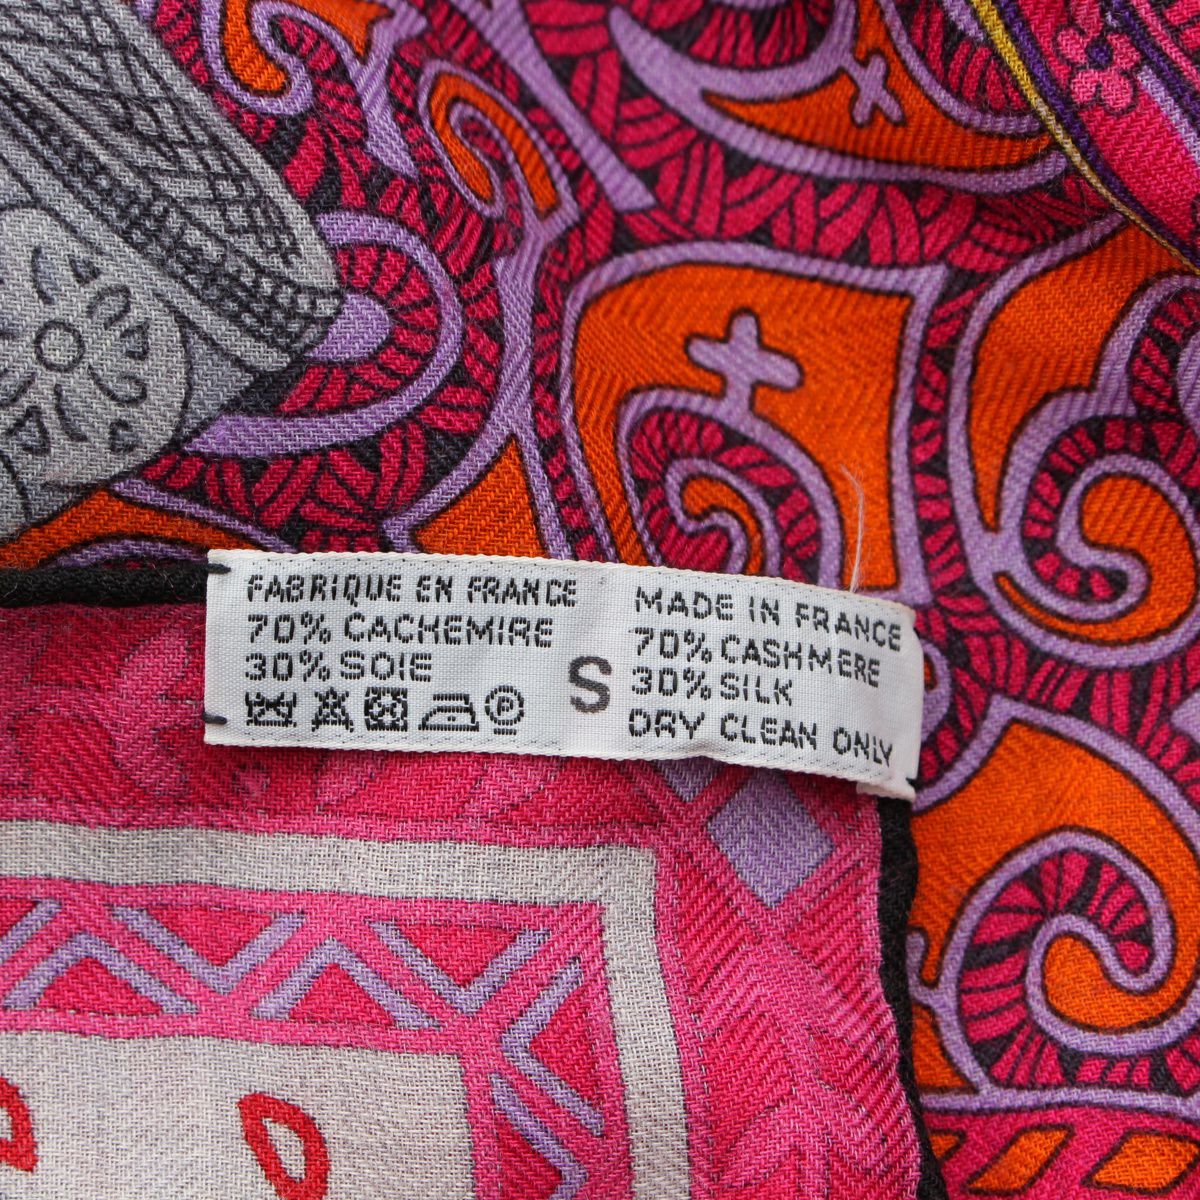 FABRIQUE EN FRANCE
70% CACHEMIRE
30% SOIE
P
S
MADE IN FRANCE
70% CASHMERE
30% SILK
DRY CLEAN ONLY